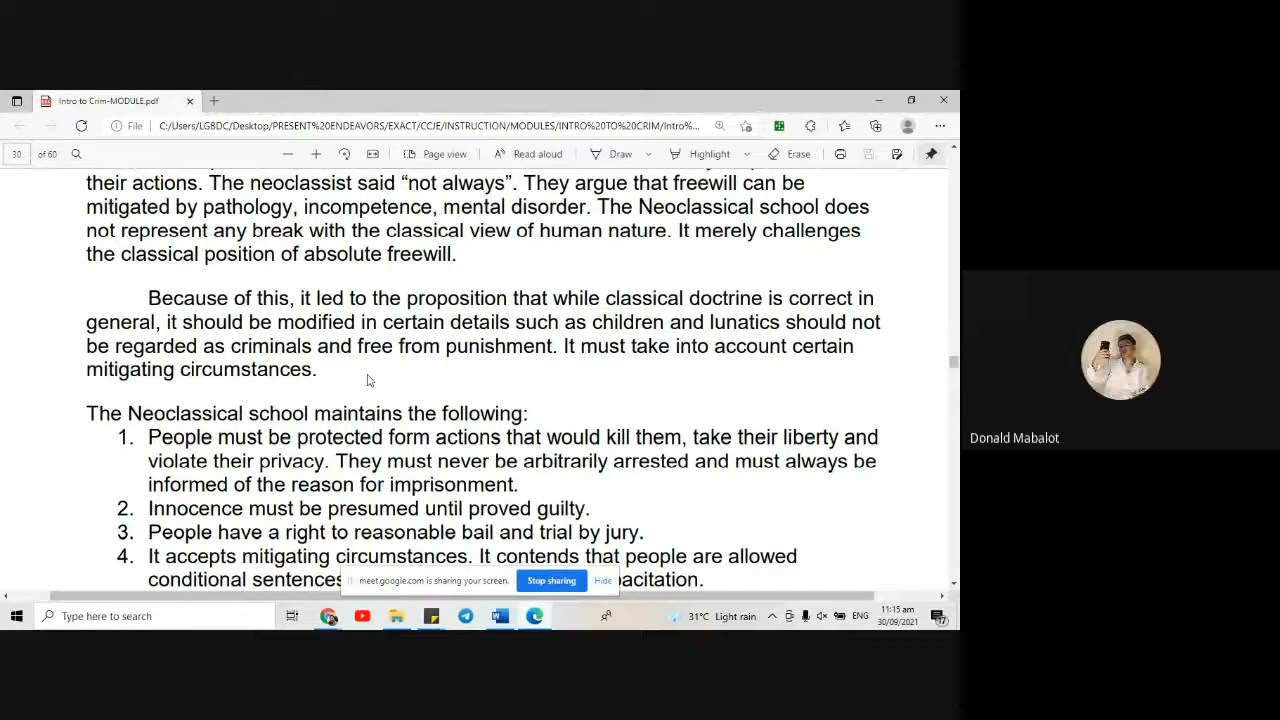 Intro to Crim-MODULE.pdf
File C:/Users/LGBDC/Desktop/PRESENT%20ENDEAVORS/EXACT/CCJE/INSTRUCTION/MODULES/INTRO%20TO%20CRIM/Intro%...
30 of 60 Page view Read aloud Draw Highlight Erase
their actions. The neoclassist said “not always”. They argue that freewill can be
mitigated by pathology, incompetence, mental disorder. The Neoclassical school does
not represent any break with the classical view of human nature. It merely challenges
the classical position of absolute freewill.
Because of this, it led to the proposition that while classical doctrine is correct in
general, it should be modified in certain details such as children and lunatics should not
be regarded as criminals and free from punishment. It must take into account certain
mitigating circumstances.
The Neoclassical school maintains the following:
1. People must be protected form actions that would kill them, take their liberty and
violate their privacy. They must never be arbitrarily arrested and must always be
informed of the reason for imprisonment.
2. Innocence must be presumed until proved guilty.
3. People have a right to reasonable bail and trial by jury.
4. It accepts mitigating circumstances. It contends that people are allowed
conditional sentences
meet.google.com is sharing your screen. Stop sharing Hide
Type here to search
31°C Light rain
ENG
11:15 am
30/09/2021
Donald Mabalot